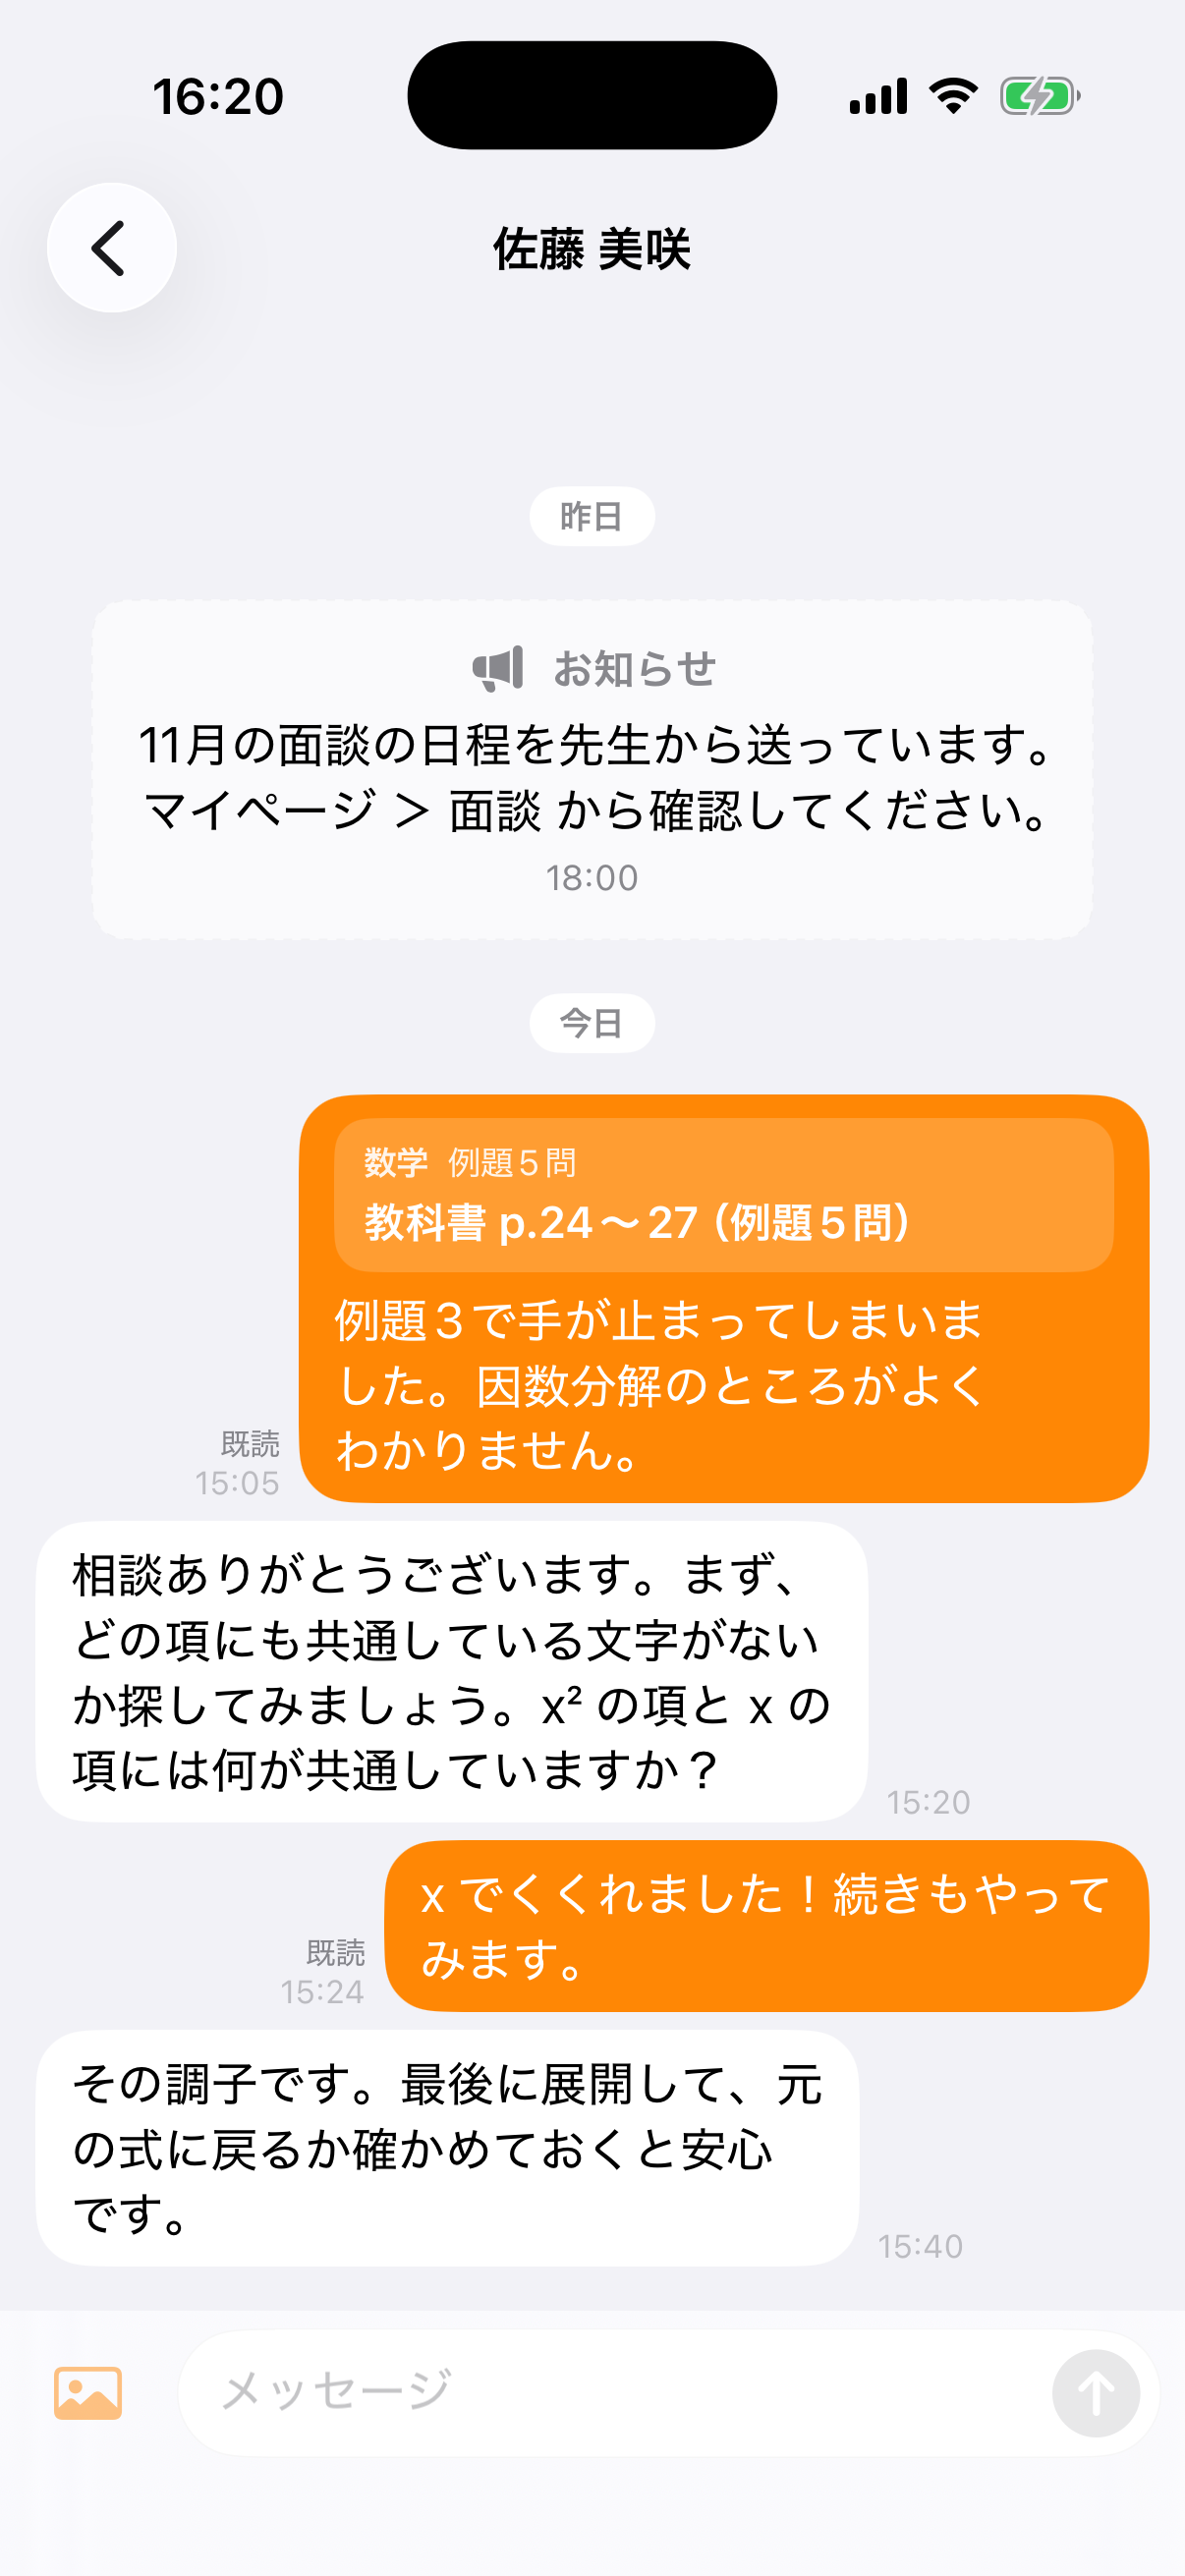 16:20
佐藤 美咲
昨日
お知らせ
11月の面談の日程を先生から送っています。
マイページ ＞ 面談 から確認してください。
18:00
今日
数学 例題5問
教科書 p.24〜27（例題5問）
例題3で手が止まってしまいま
した。因数分解のところがよく
わかりません。
既読
15:05
相談ありがとうございます。まず、
どの項にも共通している文字がない
か探してみましょう。x² の項と x の
項には何が共通していますか？
15:20
x でくくれました！続きもやって
みます。
既読
15:24
その調子です。最後に展開して、元
の式に戻るか確かめておくと安心
です。
15:40
メッセージ